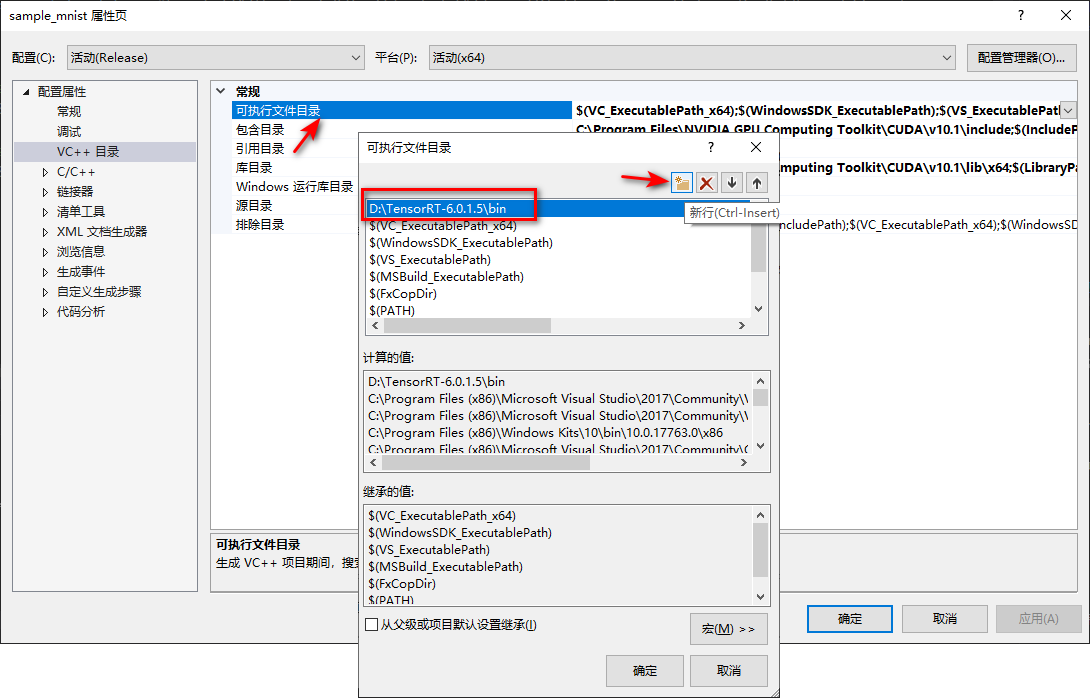 sample_mnist 属性页
配置(C):
活动(Release)
平台(P):
活动(x64)
配置管理器(O)...
配置属性
常规
调试
VC++ 目录
C/C++
链接器
清单工具
XML 文档生成器
浏览信息
生成事件
自定义生成步骤
代码分析
常规
可执行文件目录
$(VC_ExecutablePath_x64);$(WindowsSDK_ExecutablePath);$(VS_ExecutablePatl
包含目录
C:\Program Files\NVIDIA GPU Computing Toolkit\CUDA\v10.1\include;$(IncludeP
引用目录
库目录
mputing Toolkit\CUDA\v10.1\lib\x64;$(LibraryPa
Windows 运行库目录
源目录
排除目录
ncludePath);$(VC_ExecutablePath_x64);$(WindowsSD
可执行文件目录
生成 VC++ 项目期间，搜
确定
取消
应用(A)
可执行文件目录
新行(Ctrl-Insert)
D:\TensorRT-6.0.1.5\bin
$(VC_ExecutablePath_x64)
$(WindowsSDK_ExecutablePath)
$(VS_ExecutablePath)
$(MSBuild_ExecutablePath)
$(FxCopDir)
$(PATH)
计算的值:
D:\TensorRT-6.0.1.5\bin
C:\Program Files (x86)\Microsoft Visual Studio\2017\Community\\
C:\Program Files (x86)\Microsoft Visual Studio\2017\Community\\
C:\Program Files (x86)\Windows Kits\10\bin\10.0.17763.0\x86
C:\Program Files (x86)\Microsoft Visual Studio\2017\Community\C
继承的值:
$(VC_ExecutablePath_x64)
$(WindowsSDK_ExecutablePath)
$(VS_ExecutablePath)
$(MSBuild_ExecutablePath)
$(FxCopDir)
$(PATH)
从父级或项目默认设置继承(I)
宏(M) >>
确定
取消